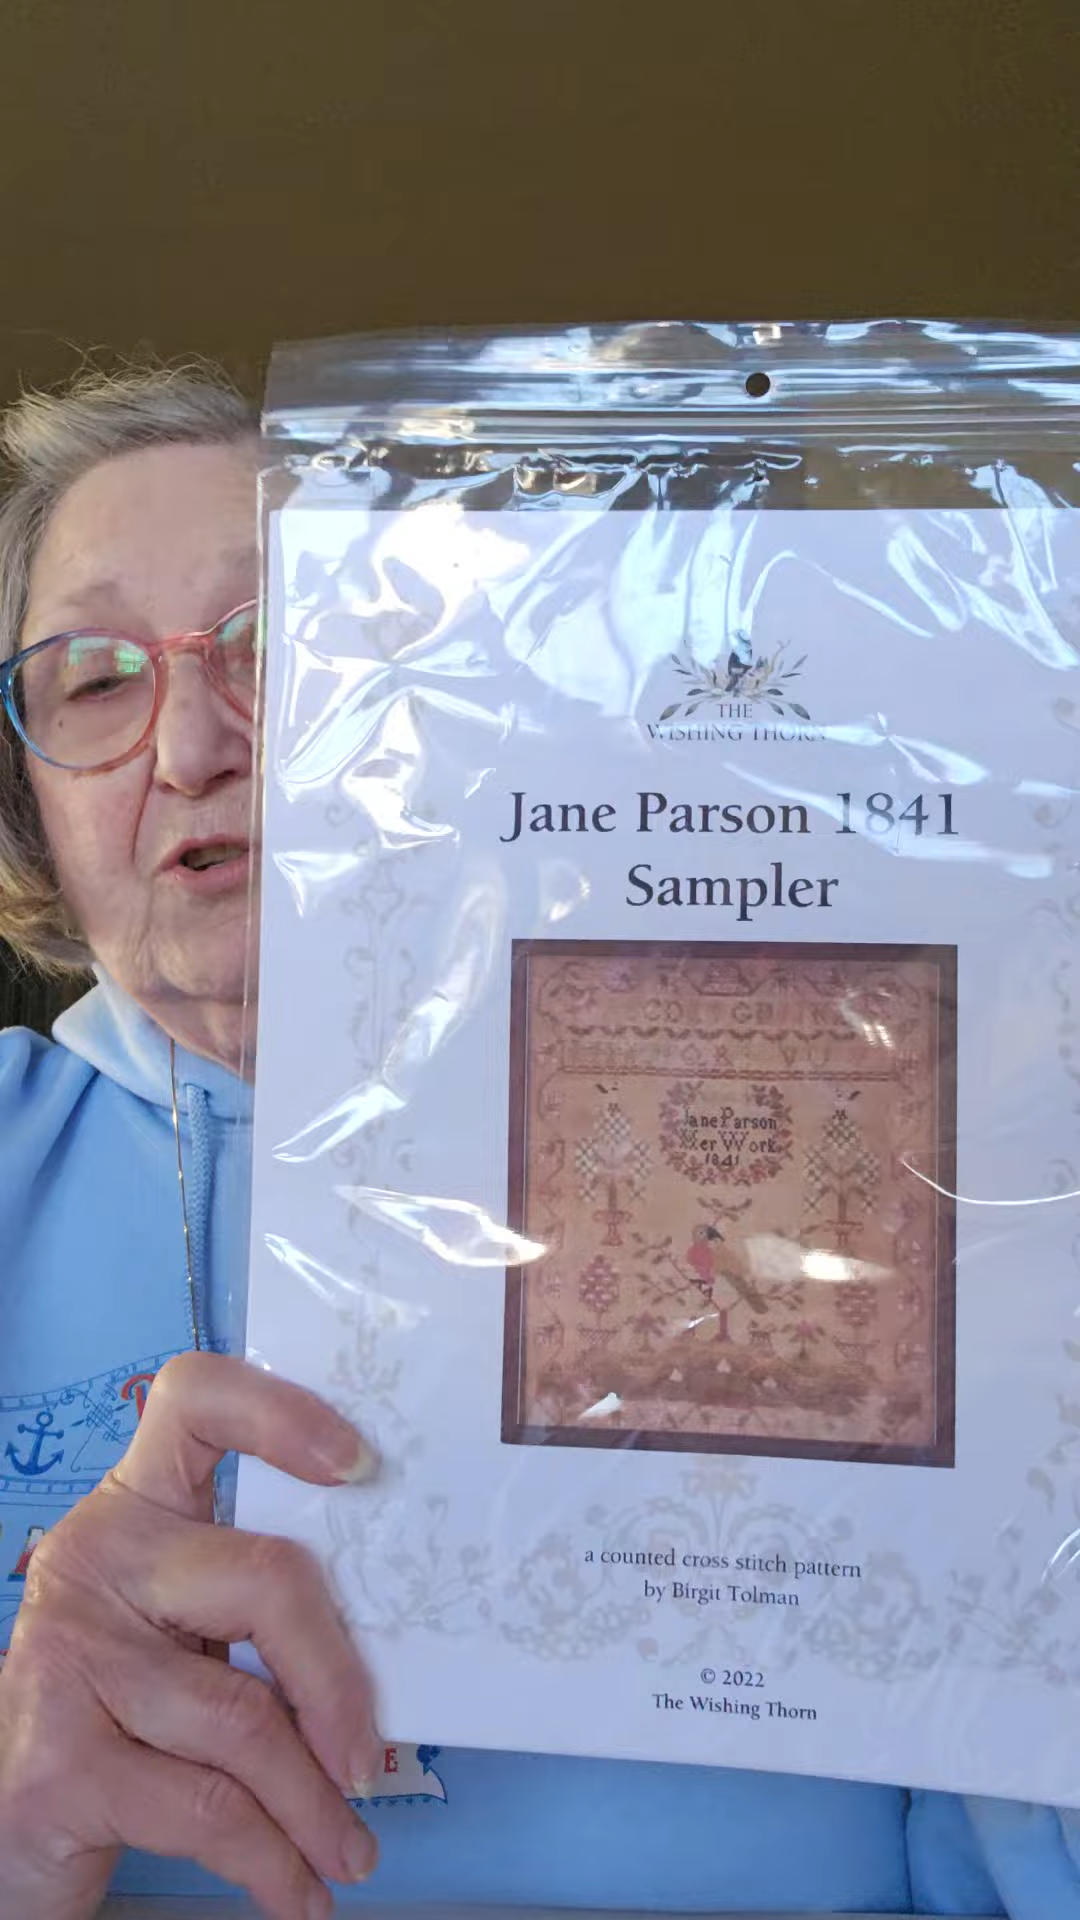 THE
WISHING THORN
Jane Parson 1841
Sampler
Jane Parson
Her Work
1841
a counted cross stitch pattern
by Birgit Tolman
© 2022
The Wishing Thorn
E